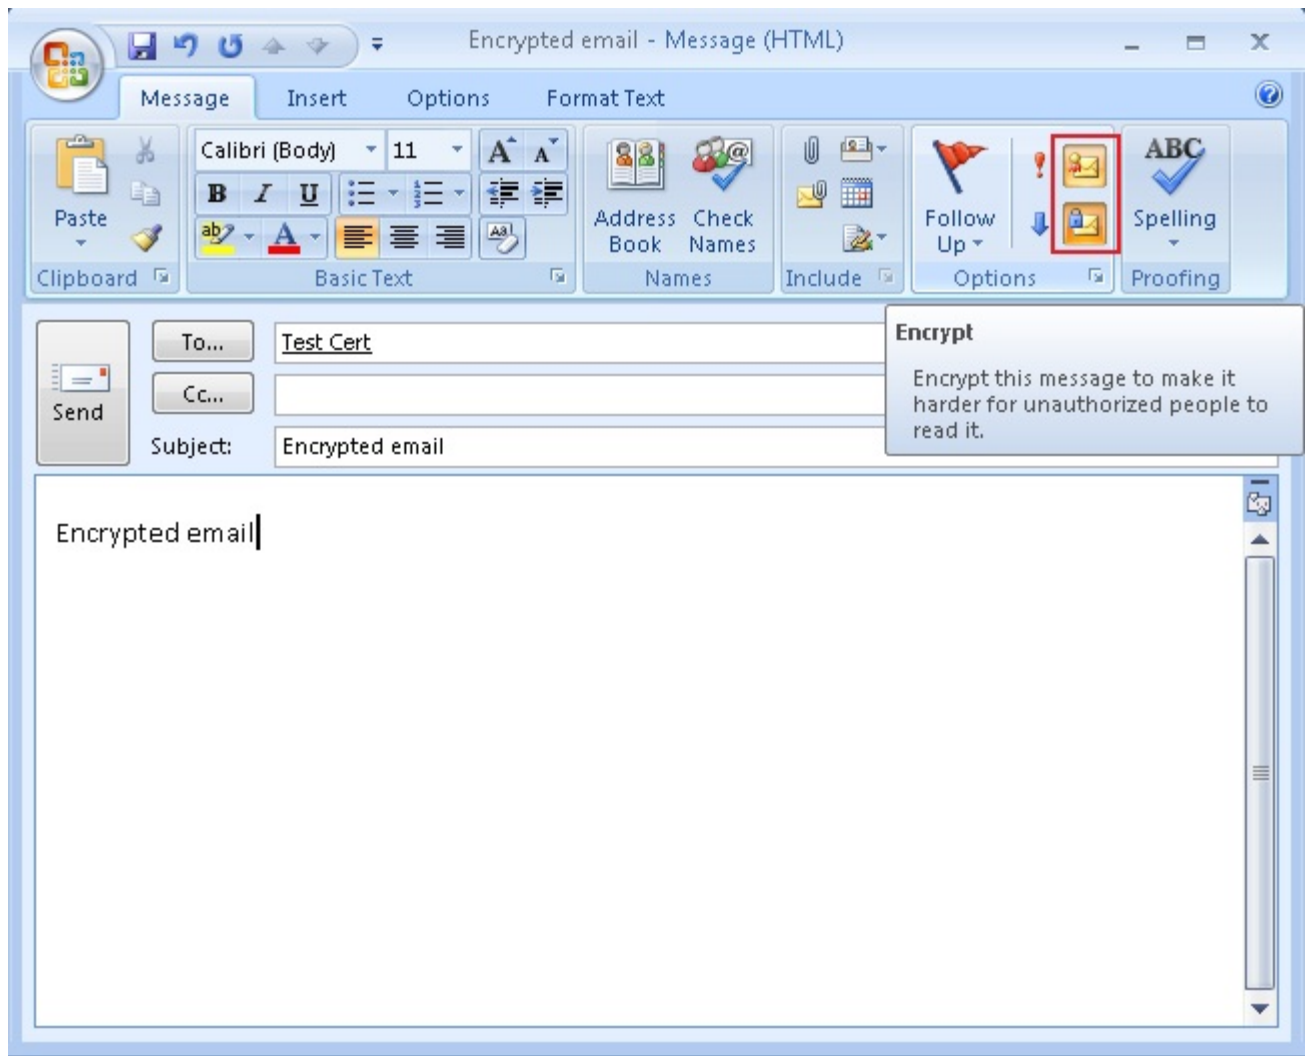 Encrypted email - Message (HTML)
Message Insert Options Format Text
Calibri (Body) 11 A A
B I U
ab A Aa
Paste
Address Book
Check Names
Follow Up
ABC
Spelling
Clipboard Basic Text Names Include Options Proofing
Encrypt
Encrypt this message to make it
harder for unauthorized people to
read it.
Send
To... Test Cert
Cc...
Subject: Encrypted email
Encrypted email